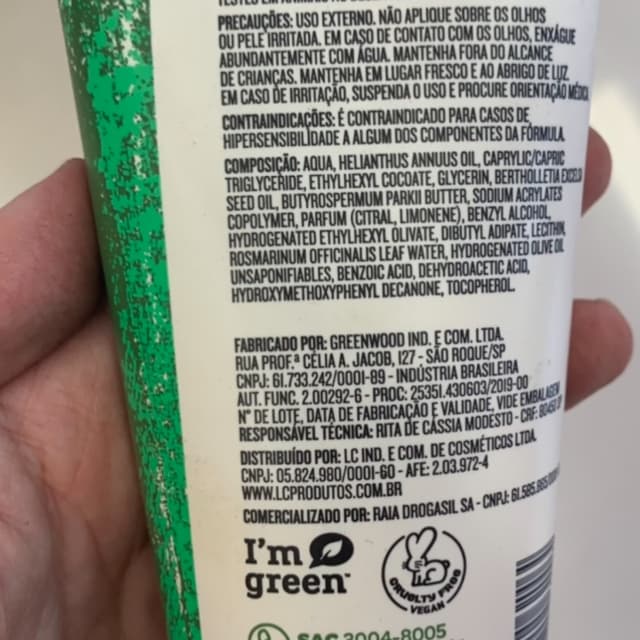 PRECAUÇÕES: USO EXTERNO. NÃO APLIQUE SOBRE OS OLHOS
OU PELE IRRITADA. EM CASO DE CONTATO COM OS OLHOS, ENXÁGUE
ABUNDANTEMENTE COM ÁGUA. MANTENHA FORA DO ALCANCE
DE CRIANÇAS. MANTENHA EM LUGAR FRESCO E AO ABRIGO DE LUZ.
EM CASO DE IRRITAÇÃO, SUSPENDA O USO E PROCURE ORIENTAÇÃO MÉDICA.
CONTRAINDICAÇÕES: É CONTRAINDICADO PARA CASOS DE
HIPERSENSIBILIDADE A ALGUM DOS COMPONENTES DA FÓRMULA.
COMPOSIÇÃO: AQUA, HELIANTHUS ANNUUS OIL, CAPRYLIC/CAPRIC
TRIGLYCERIDE, ETHYLHEXYL COCOATE, GLYCERIN, BERTHOLLETIA EXCELSA
SEED OIL, BUTYROSPERMUM PARKII BUTTER, SODIUM ACRYLATES
COPOLYMER, PARFUM (CITRAL, LIMONENE), BENZYL ALCOHOL,
HYDROGENATED ETHYLHEXYL OLIVATE, DIBUTYL ADIPATE, LECITHIN,
ROSMARINUM OFFICINALIS LEAF WATER, HYDROGENATED OLIVE OIL
UNSAPONIFIABLES, BENZOIC ACID, DEHYDROACETIC ACID,
HYDROXYMETHOXYPHENYL DECANONE, TOCOPHEROL.
FABRICADO POR: GREENWOOD IND. E COM. LTDA.
RUA PROF.ª CÉLIA A. JACOB, 127 - SÃO ROQUE/SP
CNPJ: 61.733.242/0001-89 - INDÚSTRIA BRASILEIRA
AUT. FUNC. 2.00292-6 - PROC: 25351.430603/2019-00
Nº DE LOTE, DATA DE FABRICAÇÃO E VALIDADE, VIDE EMBALAGEM
RESPONSÁVEL TÉCNICA: RITA DE CÁSSIA MODESTO - CRF:
DISTRIBUÍDO POR: LC IND. E COM. DE COSMÉTICOS LTDA.
CNPJ: 05.824.980/0001-60 - AFE: 2.03.972-4
WWW.LCPRODUTOS.COM.BR
COMERCIALIZADO POR: RAIA DROGASIL SA - CNPJ:
I'm
green™
CRUELTY FREE
VEGAN
SAC 3004-8005